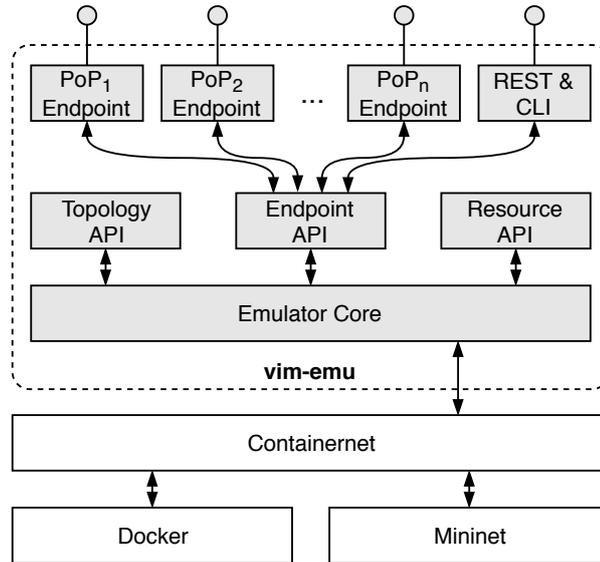 PoP1 Endpoint
PoP2 Endpoint
...
PoPn Endpoint
REST & CLI
Topology API
Endpoint API
Resource API
Emulator Core
vim-emu
Containernet
Docker
Mininet